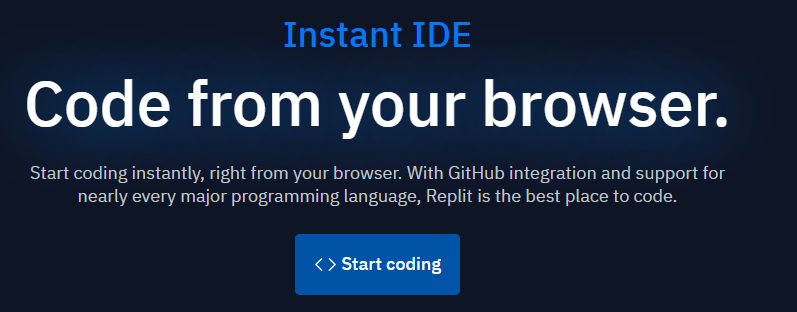 Instant IDE
Code from your browser.
Start coding instantly, right from your browser. With GitHub integration and support for
nearly every major programming language, Replit is the best place to code.
<> Start coding